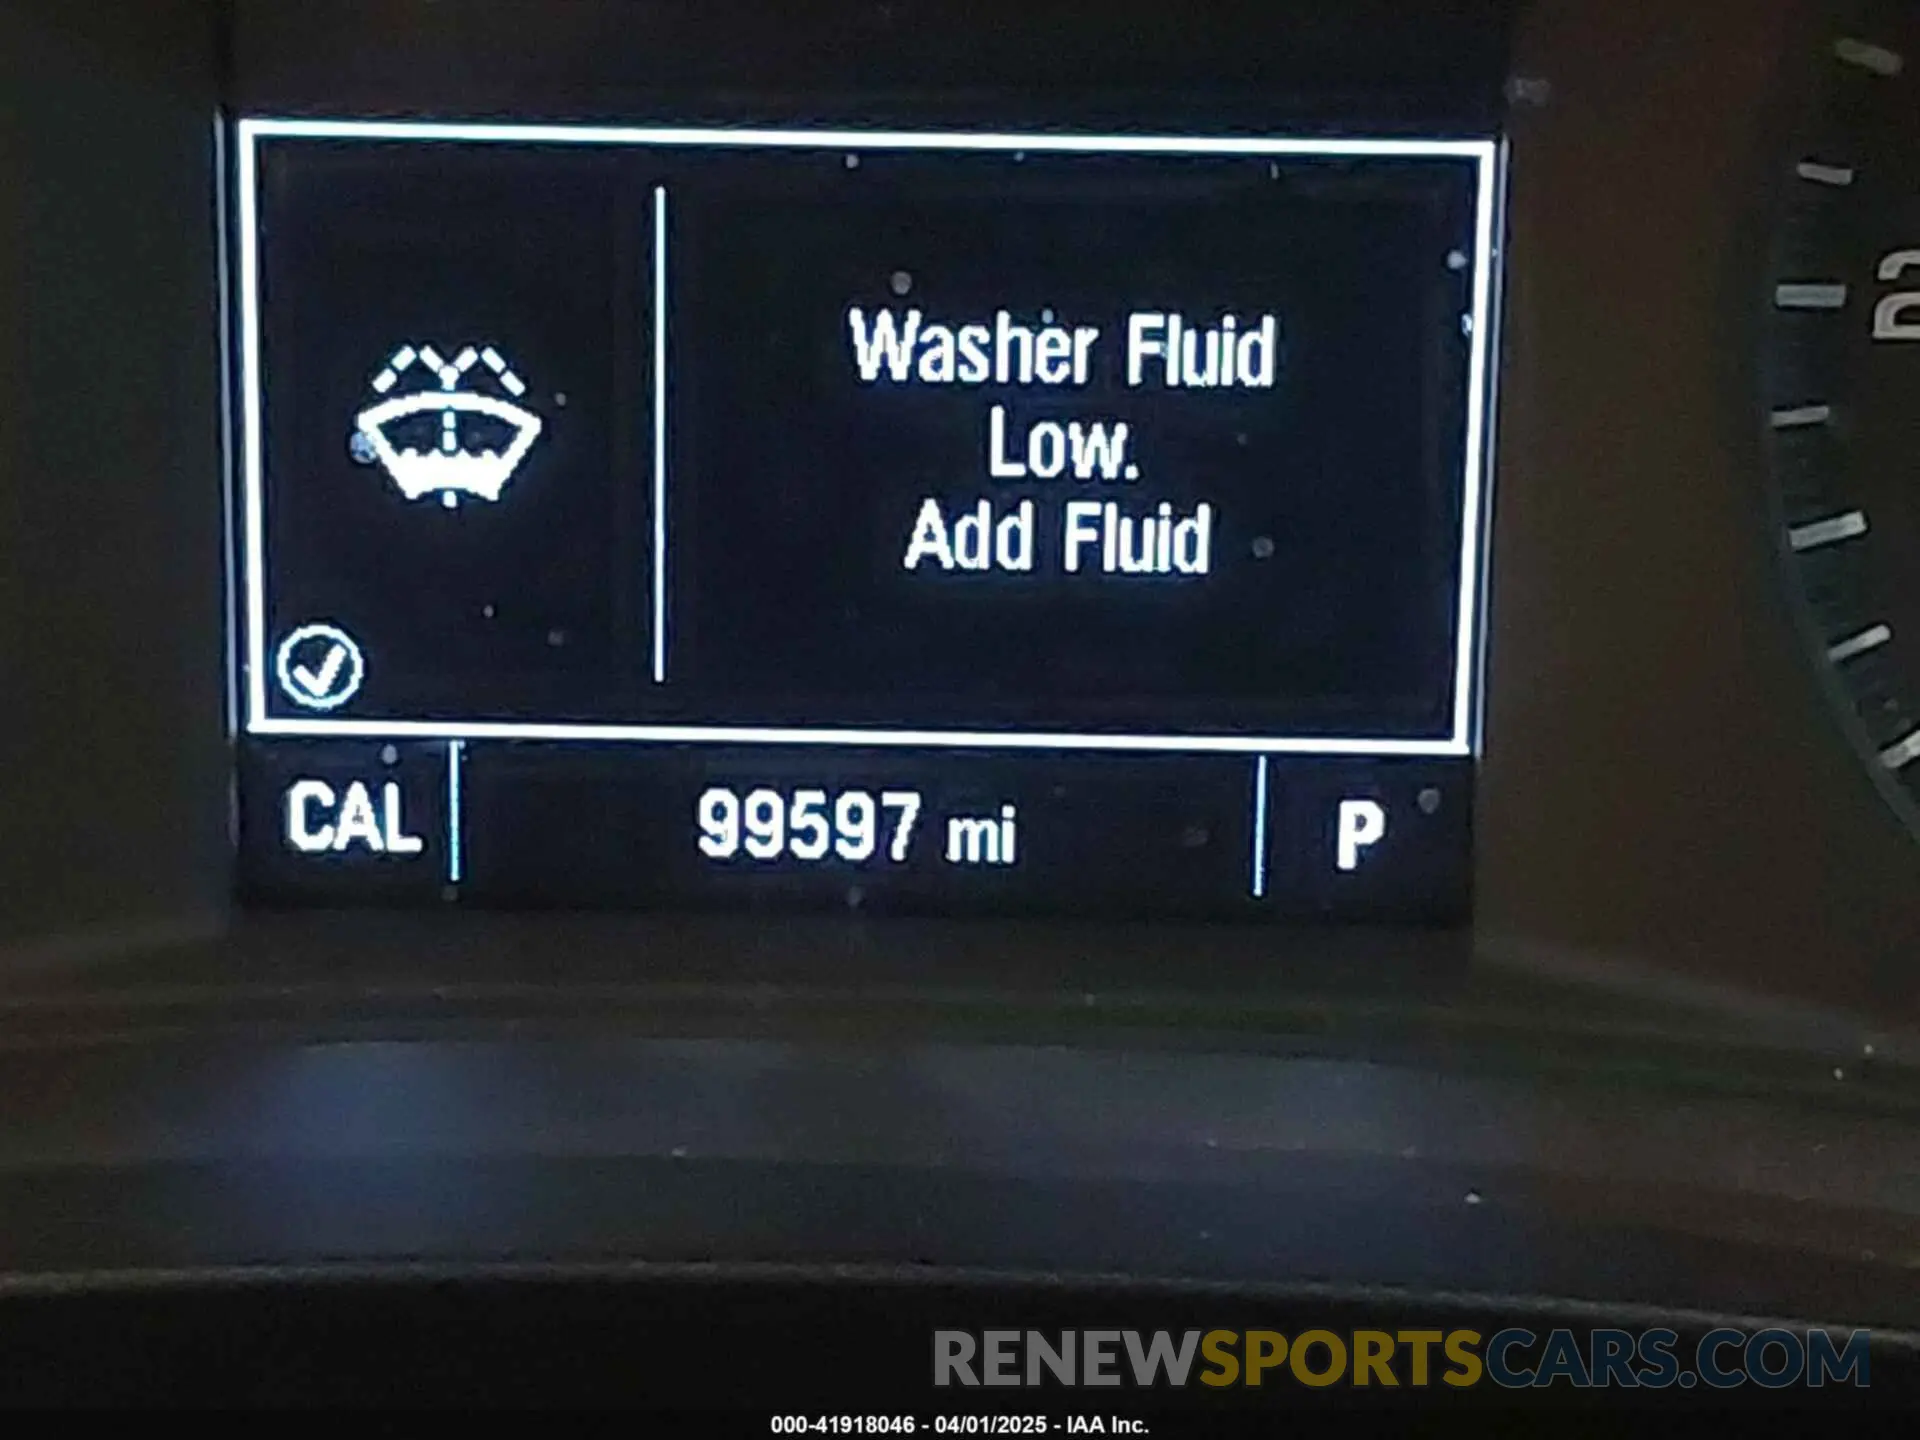 Washer Fluid
Low.
Add Fluid
CAL 99597 mi P
RENEWSPORTSCARS.COM
000-41918046 - 04/01/2025 - IAA Inc.